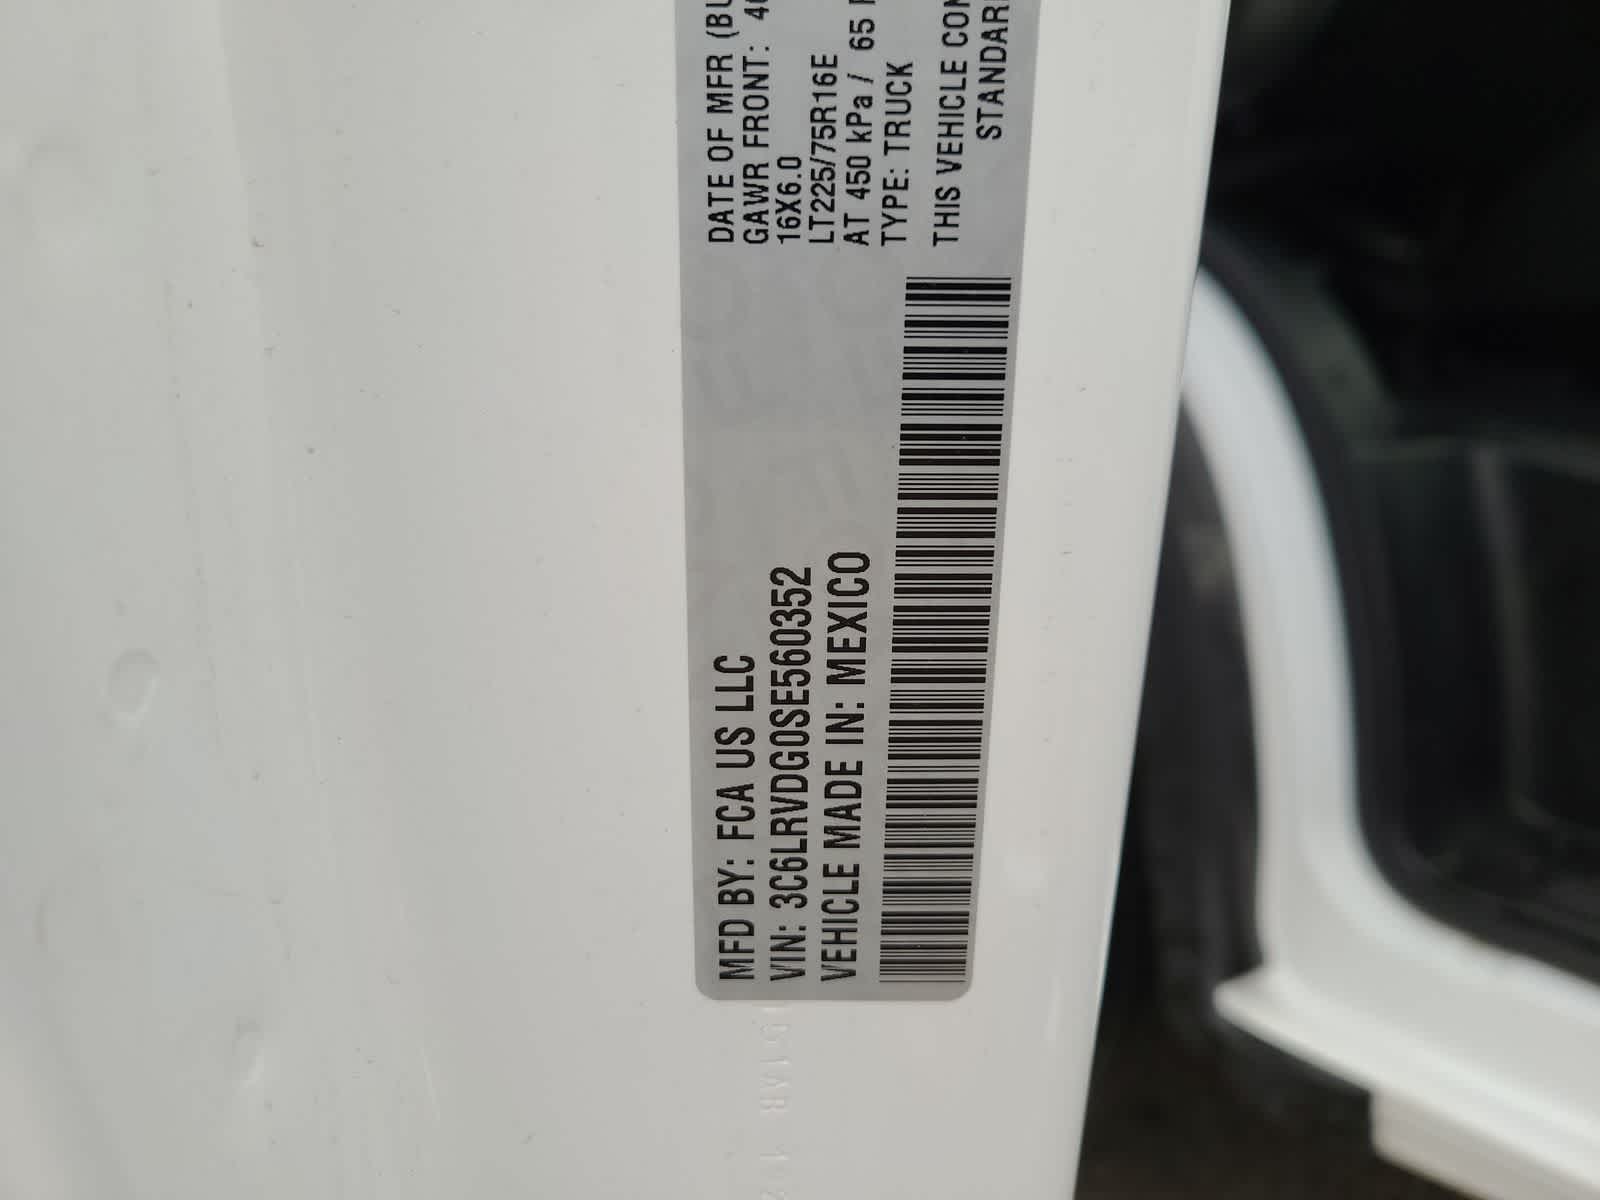 MFD BY: FCA US LLC
VIN: 3C6LRVDG0SE560352
VEHICLE MADE IN: MEXICO
DATE OF MFR (BU
GAWR FRONT: 40
16X6.0
LT225/75R16E
AT 450 kPa / 65 P
TYPE: TRUCK
THIS VEHICLE CON
STANDAR